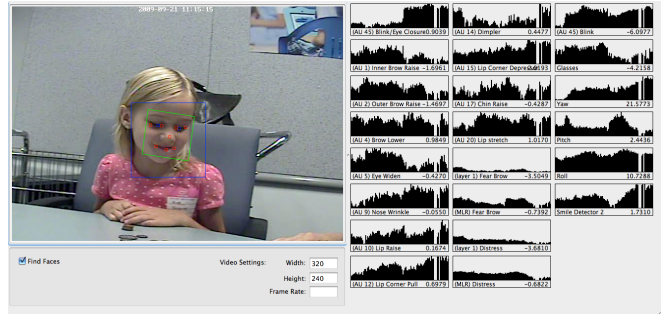 2009-09-21 11:15:15
(AU 45) Blink/Eye Closure0.9039
(AU 14) Dimpler 0.4477
(AU 45) Blink -6.0977
(AU 1) Inner Brow Raise -1.6961
(AU 15) Lip Corner Depressor
Glasses -4.2158
(AU 2) Outer Brow Raise -1.4697
(AU 17) Chin Raise -0.4287
Yaw 21.5773
(AU 4) Brow Lower 0.9849
(AU 20) Lip stretch 1.0170
Pitch 2.4436
(AU 5) Eye Widen -0.4270
(layer 1) Fear Brow -3.5049
Roll 10.7288
(AU 9) Nose Wrinkle -0.0550
(MLR) Fear Brow -0.7392
Smile Detector 2 1.7310
(AU 10) Lip Raise 0.1674
(layer 1) Distress -3.6810
(AU 12) Lip Corner Pull 0.6979
(MLR) Distress -0.6822
Find Faces
Video Settings:
Width: 320
Height: 240
Frame Rate: